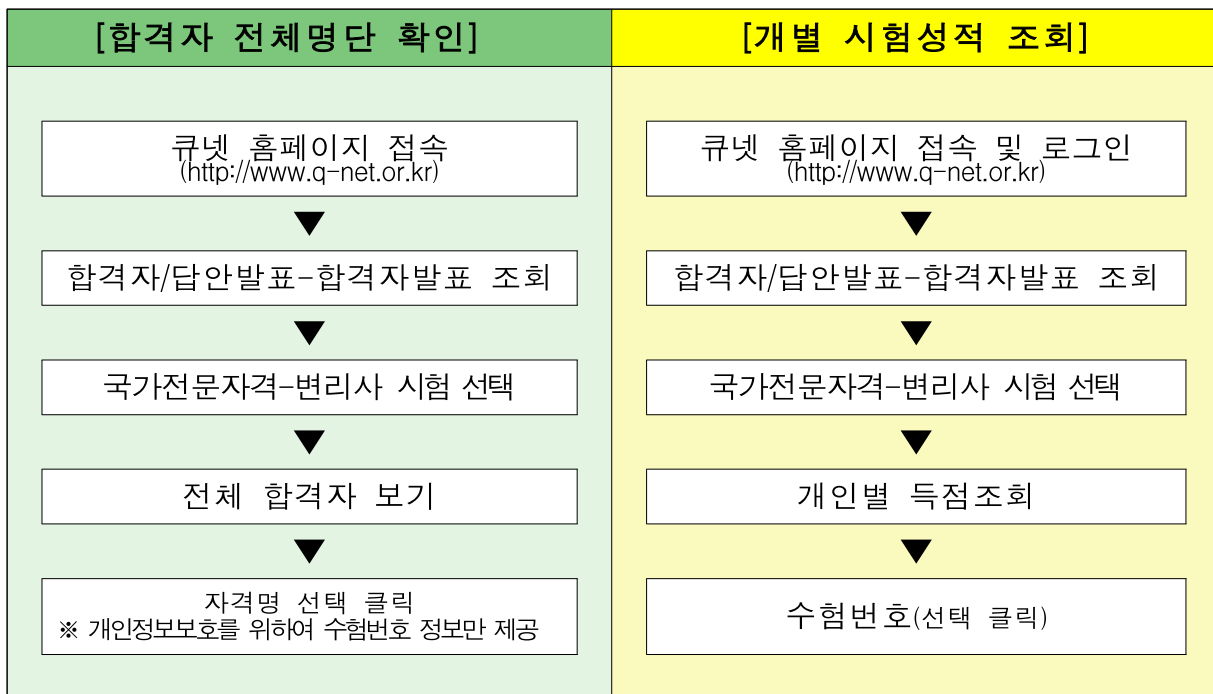 [합격자 전체명단 확인]
큐넷 홈페이지 접속
(http://www.q-net.or.kr)
▼
합격자/답안발표-합격자발표 조회
▼
국가전문자격-변리사 시험 선택
▼
전체 합격자 보기
▼
자격명 선택 클릭
※ 개인정보보호를 위하여 수험번호 정보만 제공
[개별 시험성적 조회]
큐넷 홈페이지 접속 및 로그인
(http://www.q-net.or.kr)
▼
합격자/답안발표-합격자발표 조회
▼
국가전문자격-변리사 시험 선택
▼
개인별 득점조회
▼
수험번호(선택 클릭)